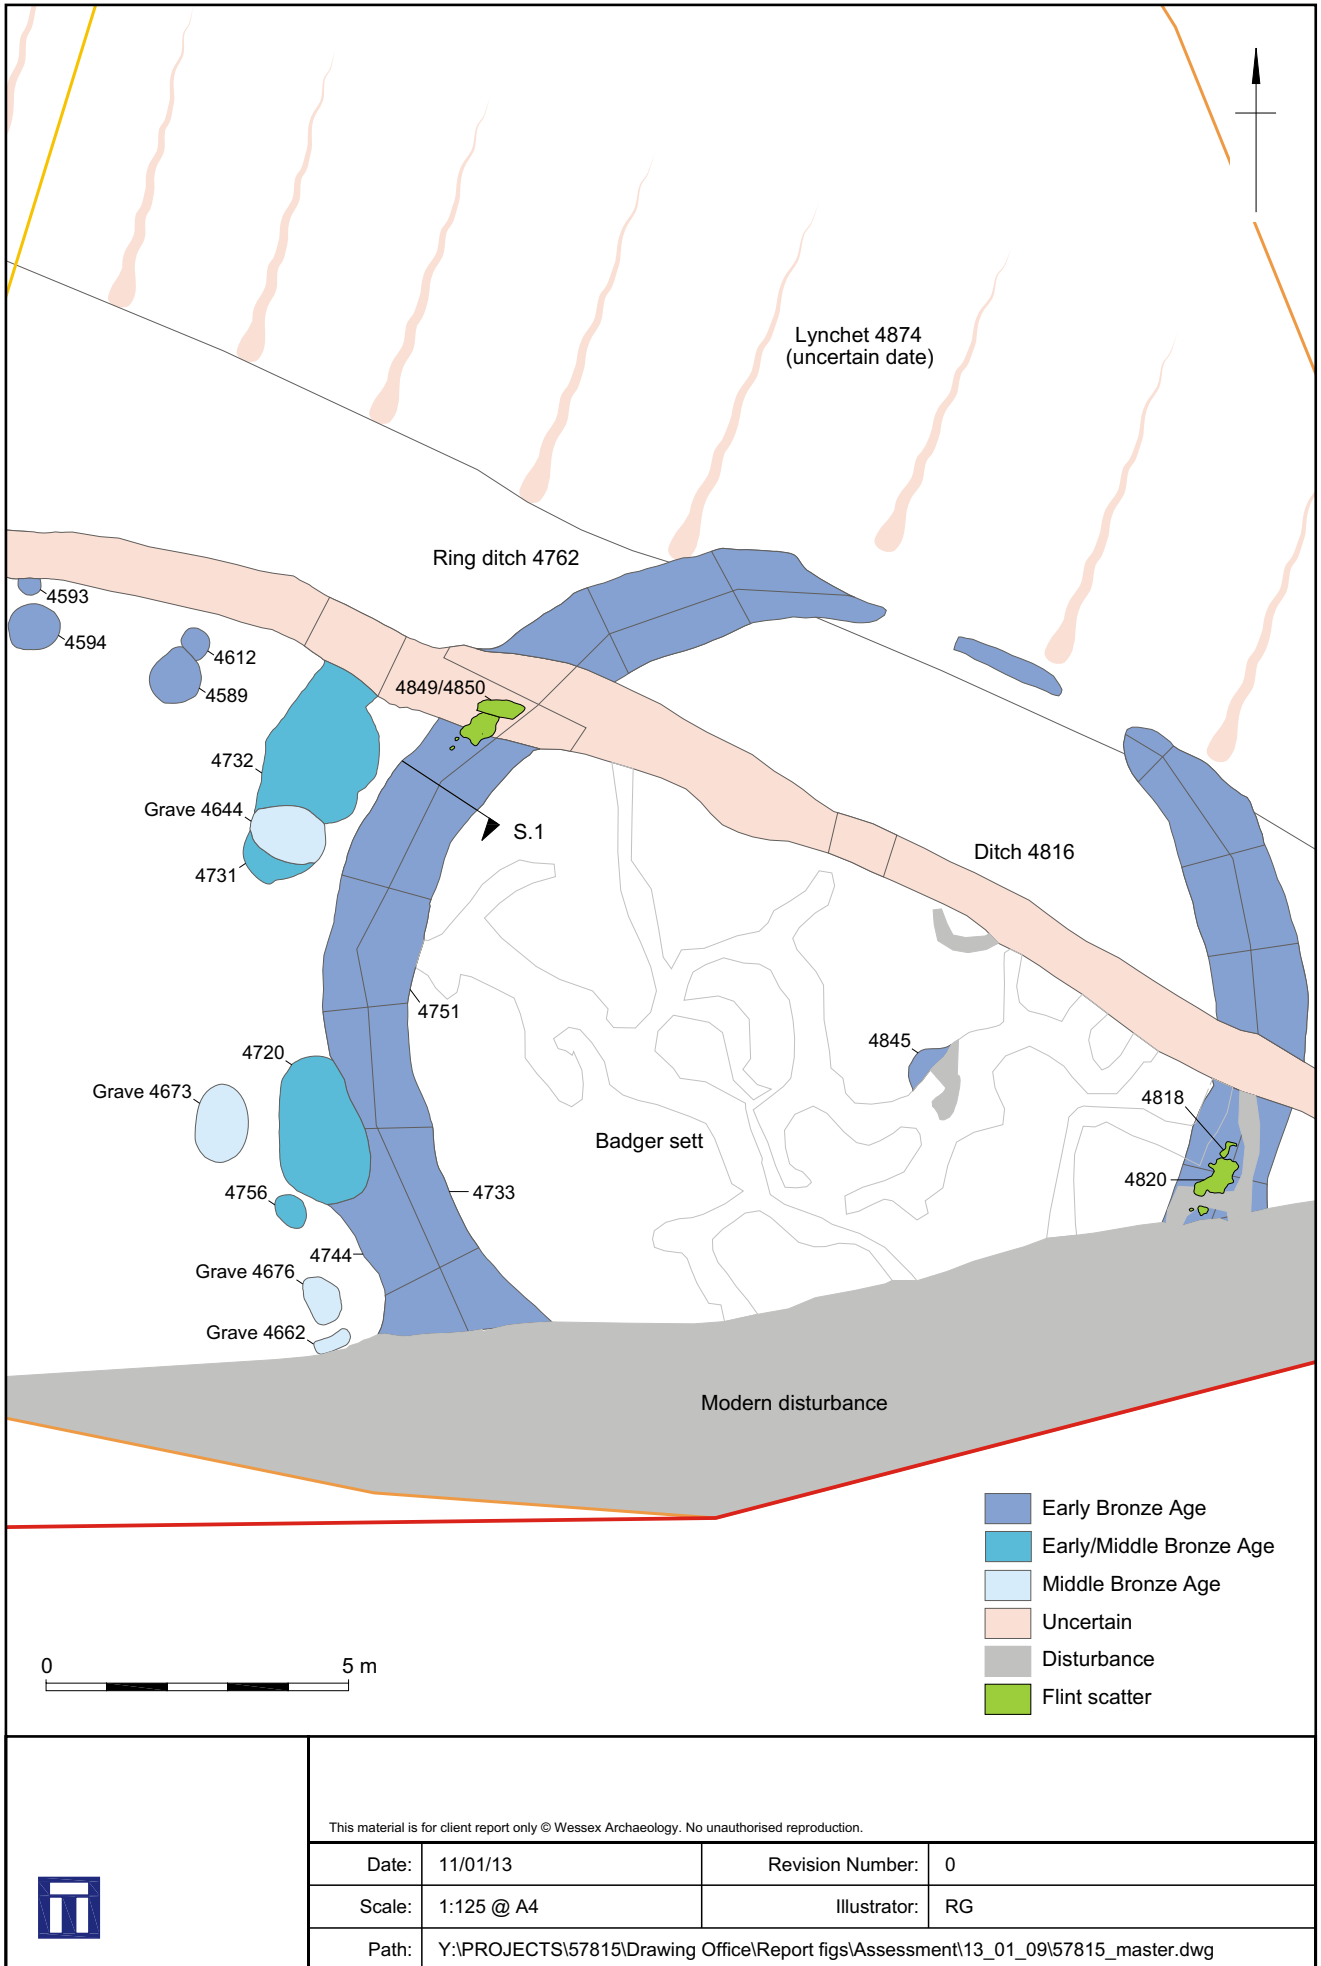 Lynchet 4874
(uncertain date)
Ring ditch 4762
4593
4594
4612
4589
4849/4850
4732
Grave 4644
S.1
4731
Ditch 4816
4751
4845
4720
Grave 4673
4818
Badger sett
4820
4756
4733
4744
Grave 4676
Grave 4662
Modern disturbance
Early Bronze Age
Early/Middle Bronze Age
Middle Bronze Age
Uncertain
Disturbance
Flint scatter
0 5 m
This material is for client report only © Wessex Archaeology. No unauthorised reproduction.
Date: 11/01/13 Revision Number: 0
Scale: 1:125 @ A4 Illustrator: RG
Path: Y:\PROJECTS\57815\Drawing Office\Report figs\Assessment\13_01_09\57815_master.dwg